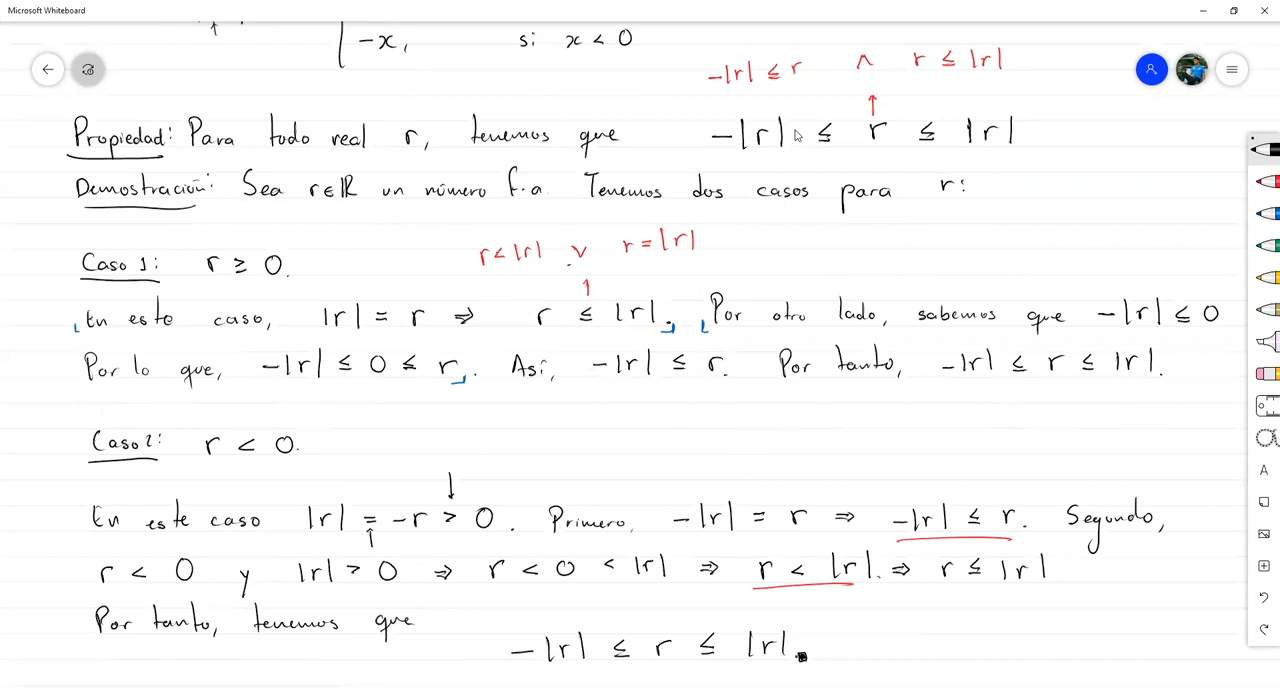 Microsoft Whiteboard
-x, si x < 0
-|r| ≤ r ∧ r ≤ |r|
Propiedad: Para todo real r, tenemos que -|r| ≤ r ≤ |r|
Demostración: Sea r∈ℝ un número f.a. Tenemos dos casos para r:
r < |r| ∨ r = |r|
Caso 1: r ≥ 0.
En este caso, |r| = r ⇒ r ≤ |r|. Por otro lado, sabemos que -|r| ≤ 0
Por lo que, -|r| ≤ 0 ≤ r. Así, -|r| ≤ r. Por tanto, -|r| ≤ r ≤ |r|.
Caso 2: r < 0.
En este caso |r| = -r > 0. Primero, -|r| = r ⇒ -|r| ≤ r. Segundo,
r < 0 y |r| > 0 ⇒ r < 0 < |r| ⇒ r < |r|. ⇒ r ≤ |r|
Por tanto, tenemos que
-|r| ≤ r ≤ |r|.